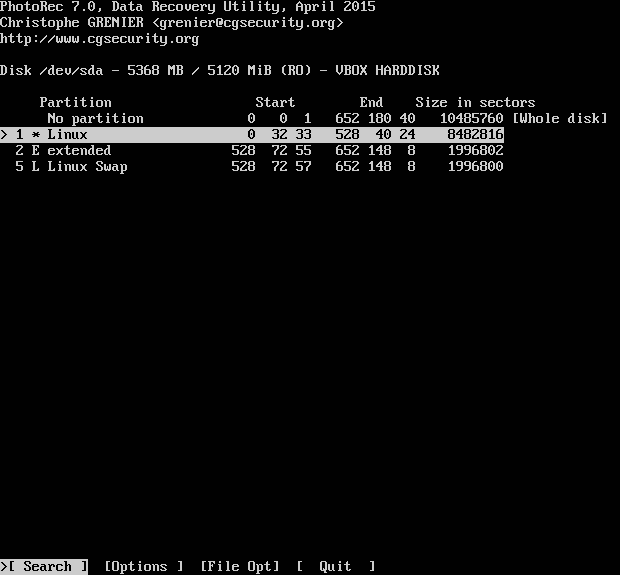 PhotoRec 7.0, Data Recovery Utility, April 2015
Christophe GRENIER <grenier@cgsecurity.org>
http://www.cgsecurity.org
Disk /dev/sda - 5368 MB / 5120 MiB (RO) - VBOX HARDDISK
Partition Start End Size in sectors
No partition 0 0 1 652 180 40 10485760 [Whole disk]
> 1 * Linux 0 32 33 528 40 24 8482816
2 E extended 528 72 55 652 148 8 1996802
5 L Linux Swap 528 72 57 652 148 8 1996800
>[ Search ] [Options ] [File Opt] [ Quit ]